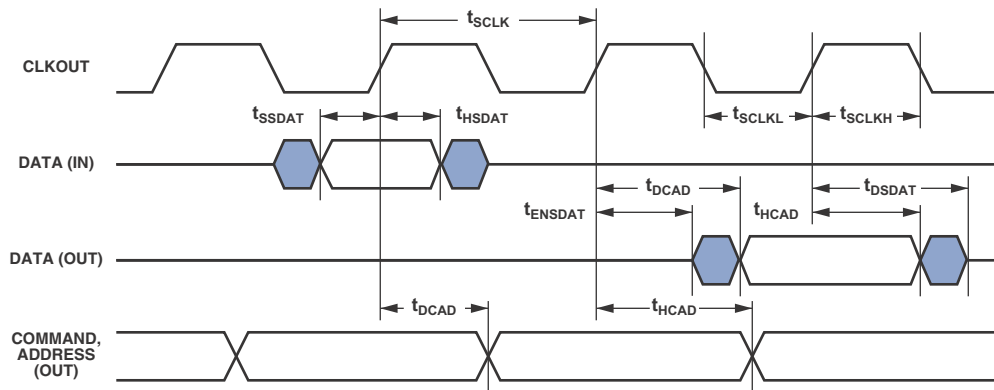 tSCLK
CLKOUT
tSSDAT
tHSDAT
tSCLKL
tSCLKH
DATA (IN)
tDCAD
tDSDAT
tENSDAT
tHCAD
DATA (OUT)
tDCAD
tHCAD
COMMAND,
ADDRESS
(OUT)